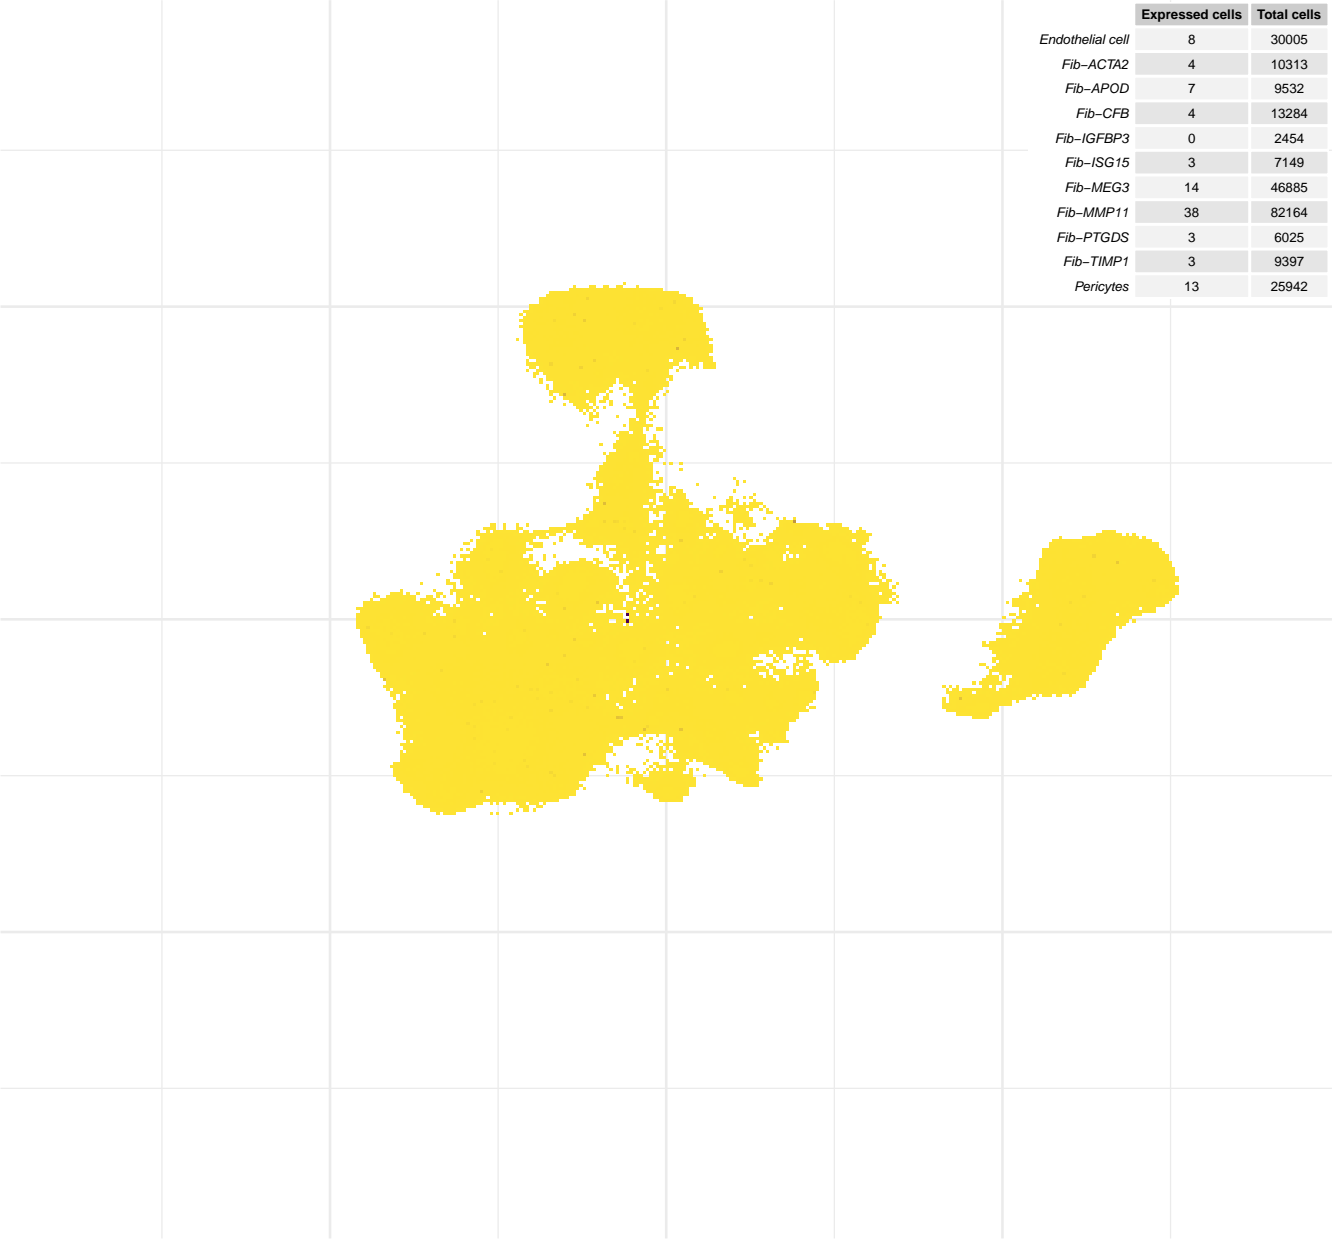 Expressed cells Total cells
Endothelial cell 8 30005
Fib−ACTA2 4 10313
Fib−APOD 7 9532
Fib−CFB 4 13284
Fib−IGFBP3 0 2454
Fib−ISG15 3 7149
Fib−MEG3 14 46885
Fib−MMP11 38 82164
Fib−PTGDS 3 6025
Fib−TIMP1 3 9397
Pericytes 13 25942